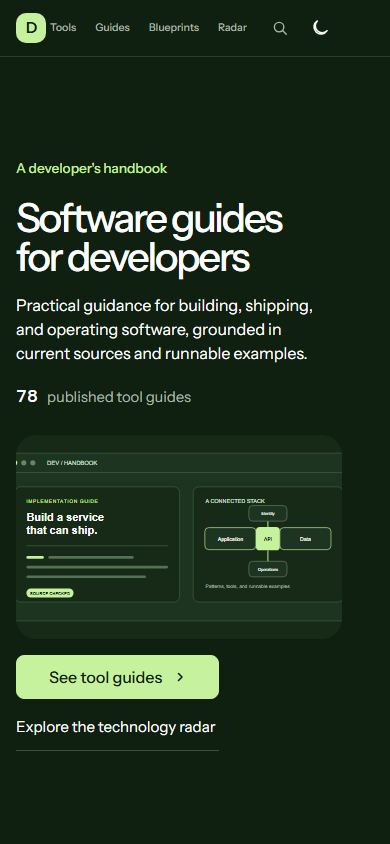 D Tools Guides Blueprints Radar
A developer's handbook
Software guides
for developers
Practical guidance for building, shipping,
and operating software, grounded in
current sources and runnable examples.
78 published tool guides
DEV / HANDBOOK
IMPLEMENTATION GUIDE
Build a service
that can ship.
SOURCE CHECKED
A CONNECTED STACK
Identity
Application API Data
Operations
Patterns, tools, and runnable examples
See tool guides
Explore the technology radar